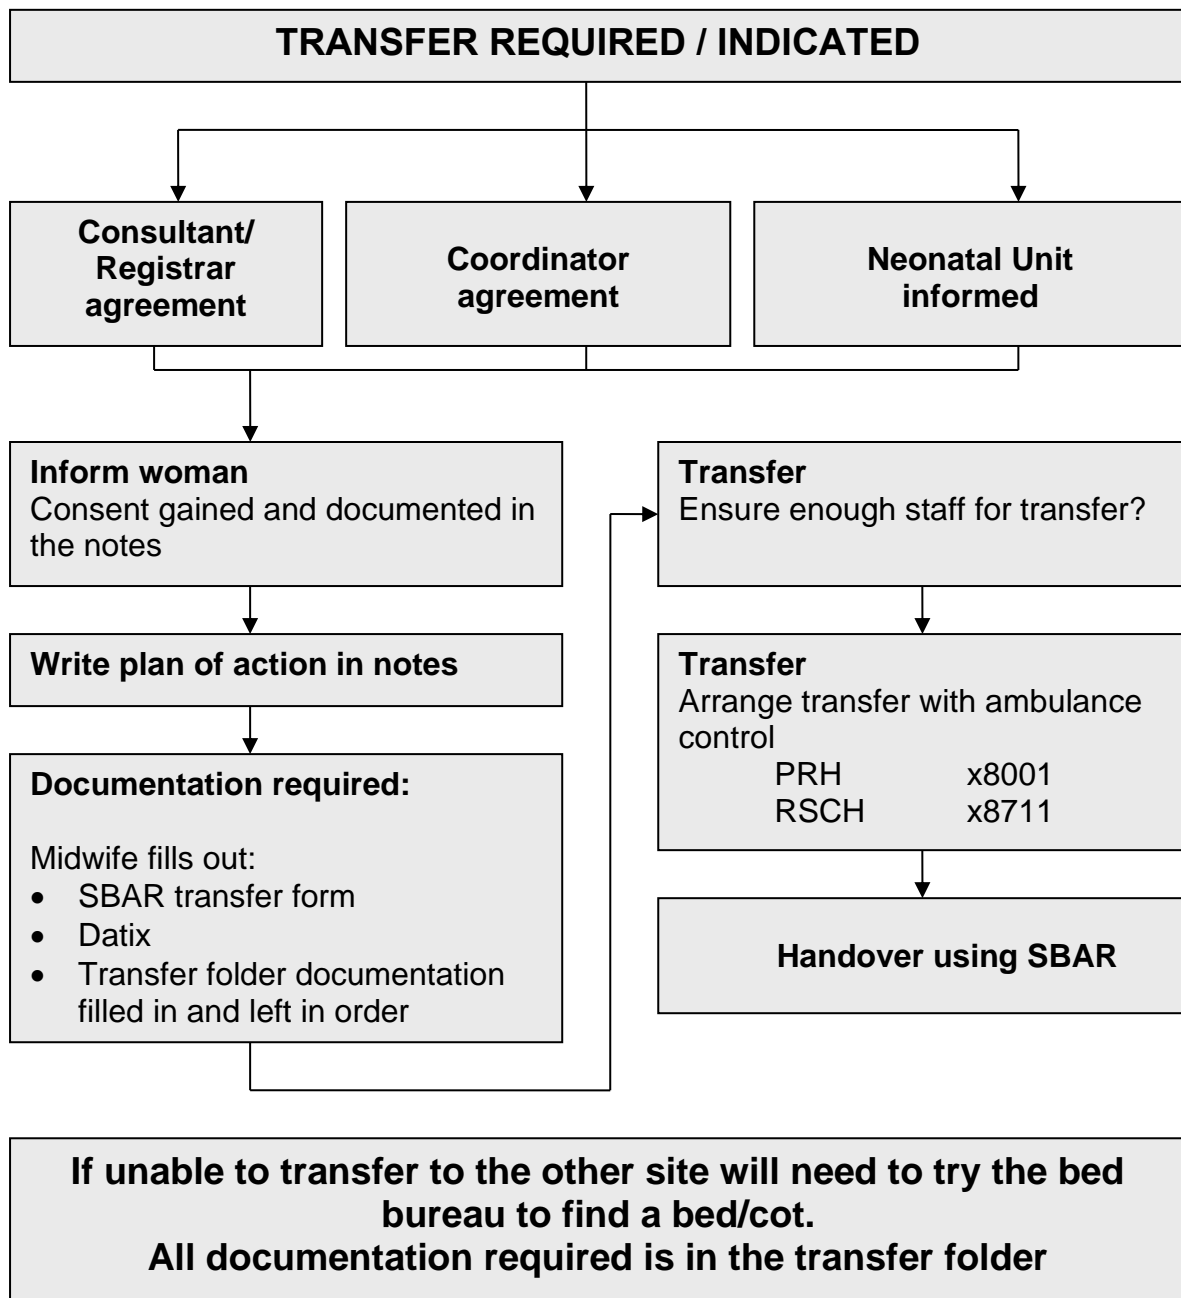 TRANSFER REQUIRED / INDICATED
Consultant/
Registrar
agreement
Coordinator
agreement
Neonatal Unit
informed
Inform woman
Consent gained and documented in
the notes
Write plan of action in notes
Documentation required:
Midwife fills out:
• SBAR transfer form
• Datix
• Transfer folder documentation
filled in and left in order
Transfer
Ensure enough staff for transfer?
Transfer
Arrange transfer with ambulance
control
PRH x8001
RSCH x8711
Handover using SBAR
If unable to transfer to the other site will need to try the bed
bureau to find a bed/cot.
All documentation required is in the transfer folder